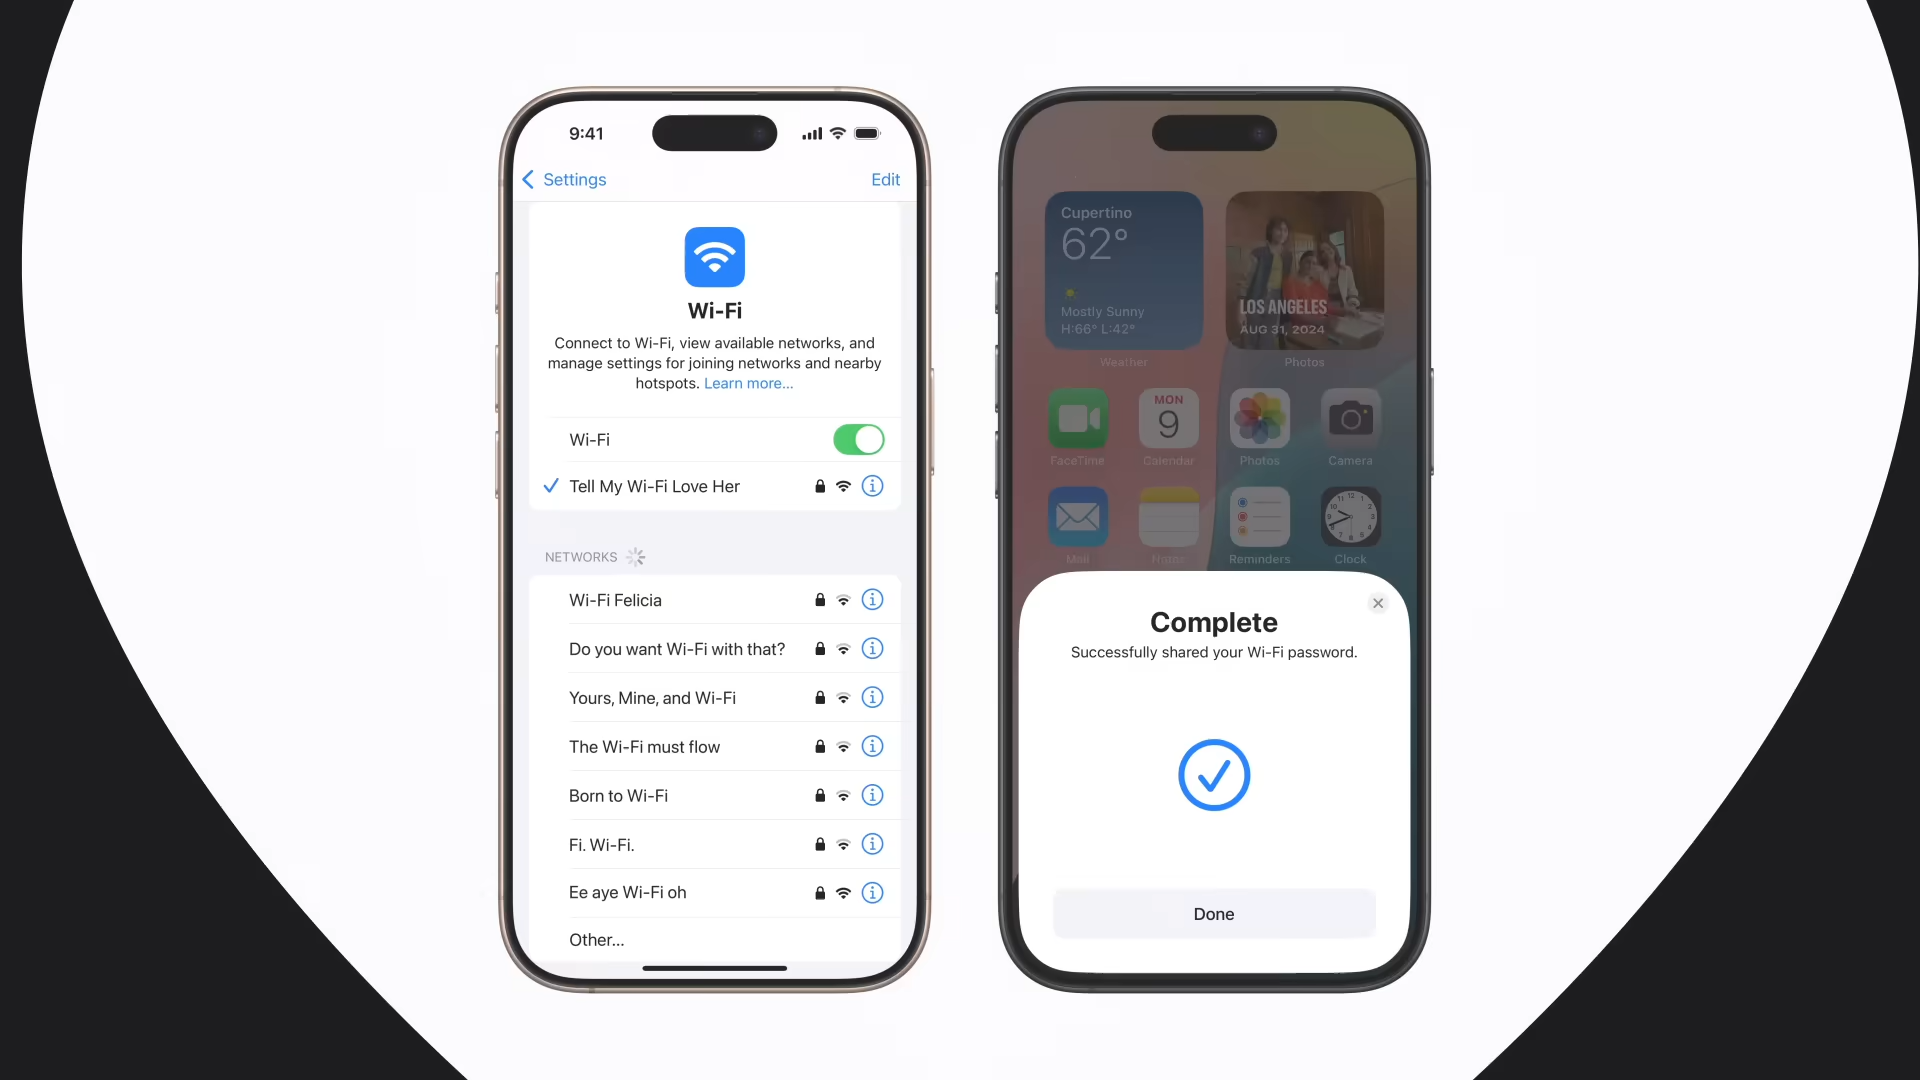 9:41
Settings
Edit
Wi-Fi
Connect to Wi-Fi, view available networks, and
manage settings for joining networks and nearby
hotspots. Learn more...
Wi-Fi
Tell My Wi-Fi Love Her
NETWORKS
Wi-Fi Felicia
Do you want Wi-Fi with that?
Yours, Mine, and Wi-Fi
The Wi-Fi must flow
Born to Wi-Fi
Fi. Wi-Fi.
Ee aye Wi-Fi oh
Other...
Cupertino
62°
Mostly Sunny
H:66° L:42°
Weather
LOS ANGELES
AUG 31, 2024
Photos
FaceTime
MON
9
Calendar
Photos
Camera
Mail
Notes
Reminders
Clock
Complete
Successfully shared your Wi-Fi password.
Done